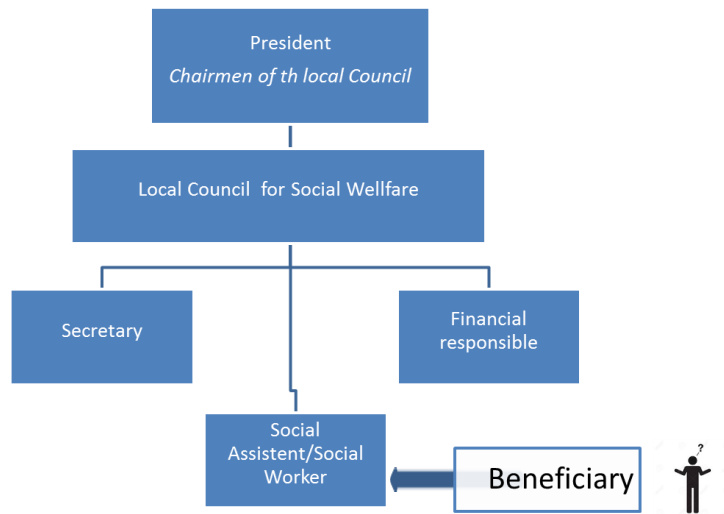 President
Chairmen of th local Council
Local Council for Social Wellfare
Secretary
Financial
responsible
Social
Assistent/Social
Worker
Beneficiary
?